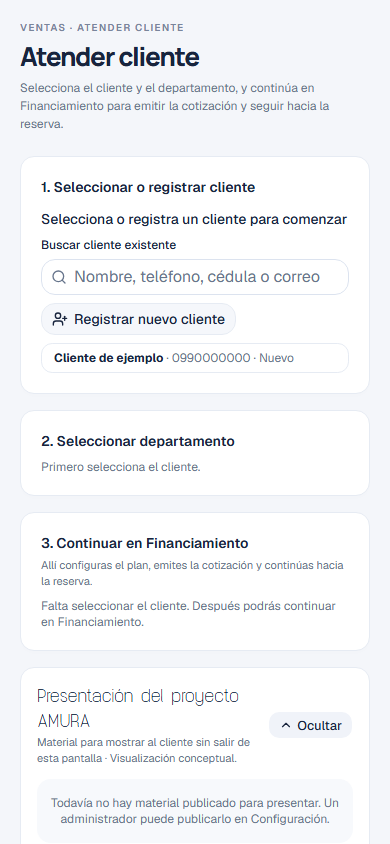 VENTAS · ATENDER CLIENTE
Atender cliente
Selecciona el cliente y el departamento, y continúa en
Financiamiento para emitir la cotización y seguir hacia la
reserva.
1. Seleccionar o registrar cliente
Selecciona o registra un cliente para comenzar
Buscar cliente existente
Nombre, teléfono, cédula o correo
Registrar nuevo cliente
Cliente de ejemplo · 0990000000 · Nuevo
2. Seleccionar departamento
Primero selecciona el cliente.
3. Continuar en Financiamiento
Allí configuras el plan, emites la cotización y continúas hacia
la reserva.
Falta seleccionar el cliente. Después podrás continuar
en Financiamiento.
Presentación del proyecto
AMURA
Ocultar
Material para mostrar al cliente sin salir de
esta pantalla · Visualización conceptual.
Todavía no hay material publicado para presentar. Un
administrador puede publicarlo en Configuración.